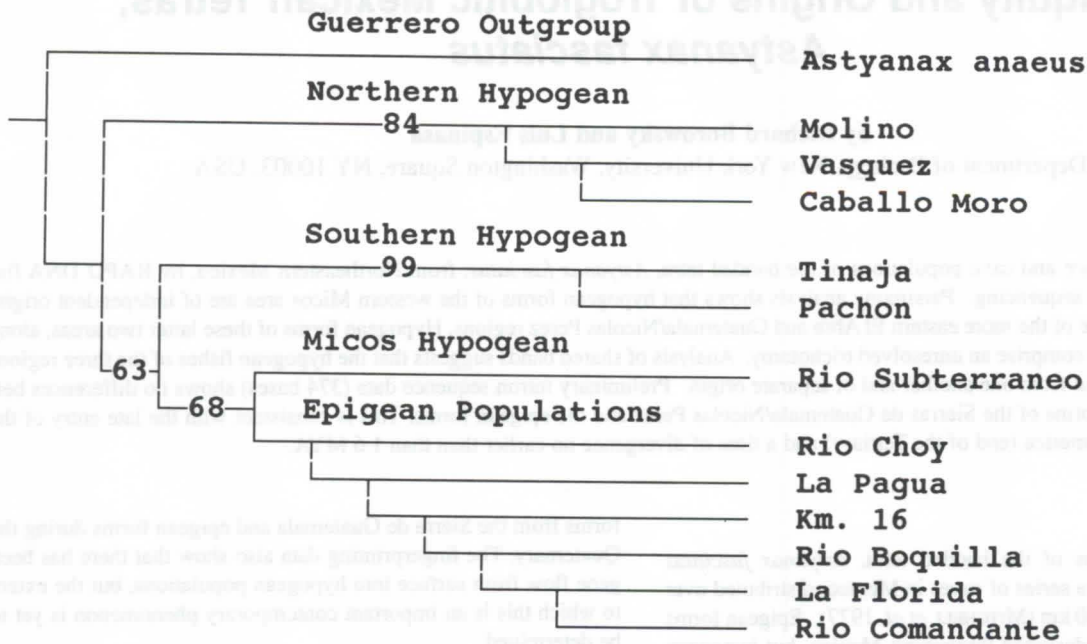 Guerrero Outgroup
Astyanax anaeus
Northern Hypogean
84
Molino
Vasquez
Caballo Moro
Southern Hypogean
99
Tinaja
Pachon
Micos Hypogean
63
Rio Subterraneo
68
Epigean Populations
Rio Choy
La Pagua
Km. 16
Rio Boquilla
La Florida
Rio Comandante